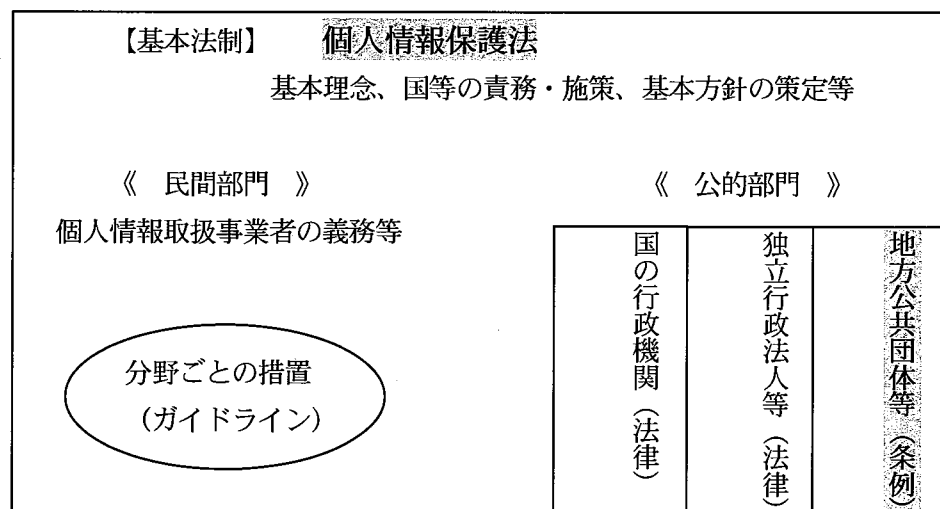 【基本法制】 個人情報保護法
基本理念、国等の責務・施策、基本方針の策定等
《 民間部門 》
《 公的部門 》
個人情報取扱事業者の義務等
分野ごとの措置
(ガイドライン)
国の行政機関(法律)
独立行政法人等(法律)
地方公共団体等(条例)